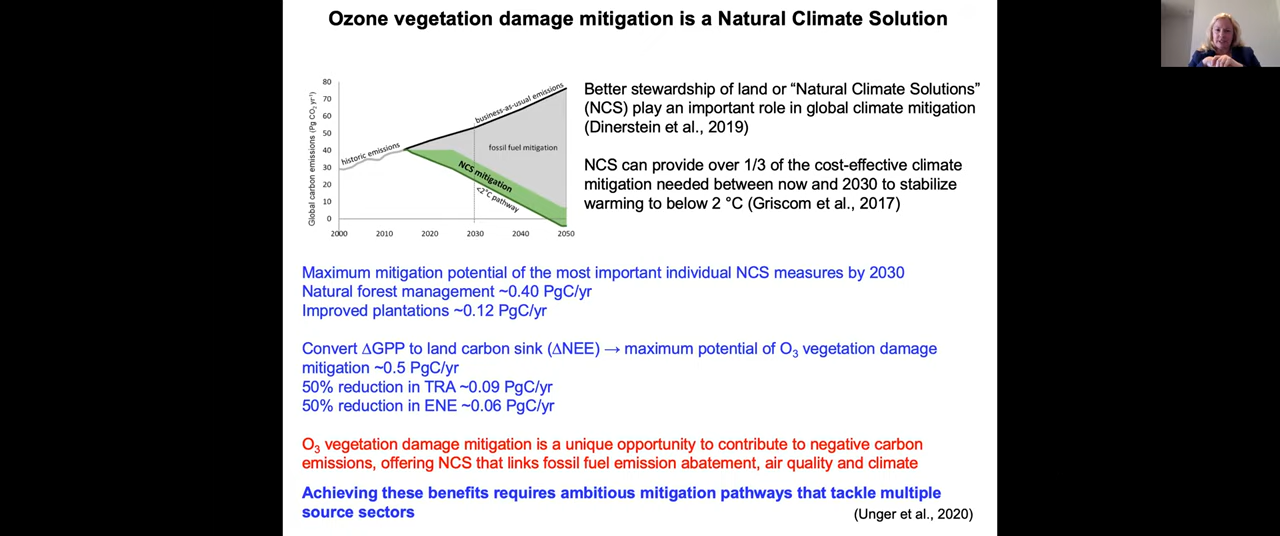 Ozone vegetation damage mitigation is a Natural Climate Solution
Global carbon emissions (Pg CO₂ yr⁻¹)
80
70
60
50
40
30
20
10
0
2000
2010
2020
2030
2040
2050
historic emissions
business-as-usual emissions
fossil fuel mitigation
NCS mitigation
<2°C pathway
Better stewardship of land or “Natural Climate Solutions”
(NCS) play an important role in global climate mitigation
(Dinerstein et al., 2019)
NCS can provide over 1/3 of the cost-effective climate
mitigation needed between now and 2030 to stabilize
warming to below 2 °C (Griscom et al., 2017)
Maximum mitigation potential of the most important individual NCS measures by 2030
Natural forest management ~0.40 PgC/yr
Improved plantations ~0.12 PgC/yr
Convert ΔGPP to land carbon sink (ΔNEE) → maximum potential of O₃ vegetation damage
mitigation ~0.5 PgC/yr
50% reduction in TRA ~0.09 PgC/yr
50% reduction in ENE ~0.06 PgC/yr
O₃ vegetation damage mitigation is a unique opportunity to contribute to negative carbon
emissions, offering NCS that links fossil fuel emission abatement, air quality and climate
Achieving these benefits requires ambitious mitigation pathways that tackle multiple
source sectors
(Unger et al., 2020)